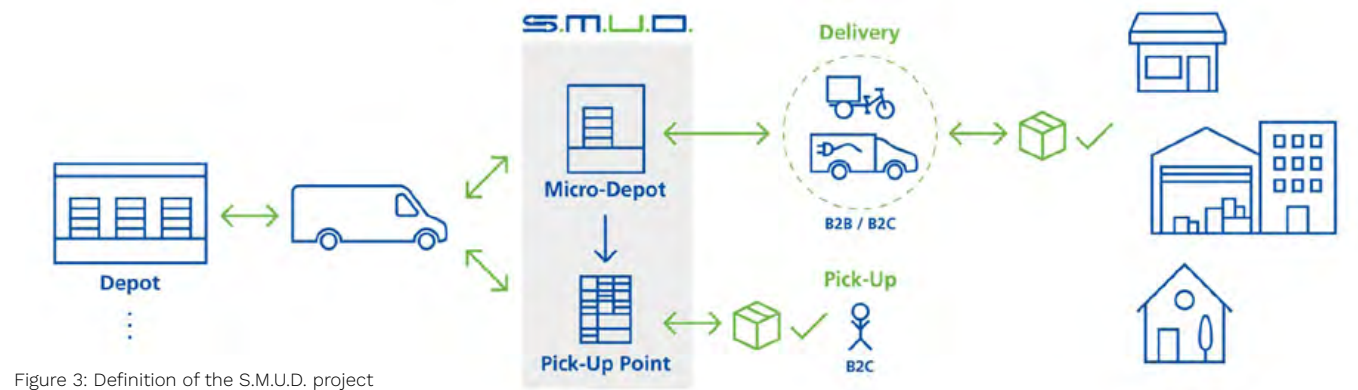 S.M.U.D.
Delivery
Micro-Depot
B2B / B2C
Depot
Pick-Up
Pick-Up Point
B2C
Figure 3: Definition of the S.M.U.D. project